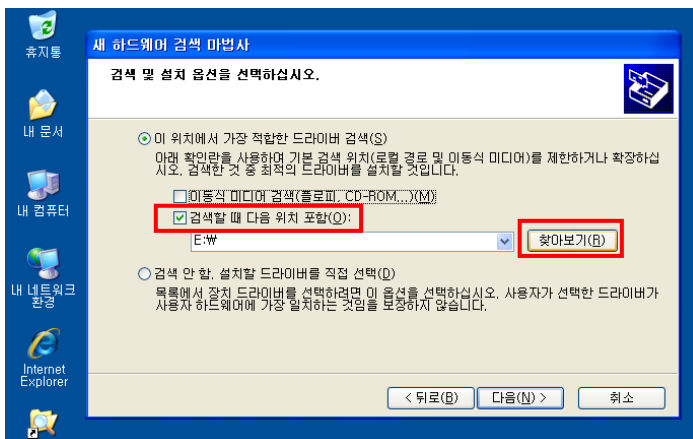 휴지통
내 문서
내 컴퓨터
내 네트워크
환경
Internet
Explorer
새 하드웨어 검색 마법사
검색 및 설치 옵션을 선택하십시오.
이 위치에서 가장 적합한 드라이버 검색(S)
아래 확인란을 사용하여 기본 검색 위치(로컬 경로 및 이동식 미디어)를 제한하거나 확장하십
시오. 검색한 것 중 최적의 드라이버를 설치할 것입니다.
이동식 미디어 검색(플로피, CD-ROM...)(M)
검색할 때 다음 위치 포함(O):
E:₩
찾아보기(R)
검색 안 함. 설치할 드라이버를 직접 선택(D)
목록에서 장치 드라이버를 선택하려면 이 옵션을 선택하십시오. 사용자가 선택한 드라이버가
사용자 하드웨어에 가장 일치하는 것임을 보장하지 않습니다.
< 뒤로(B)
다음(N) >
취소